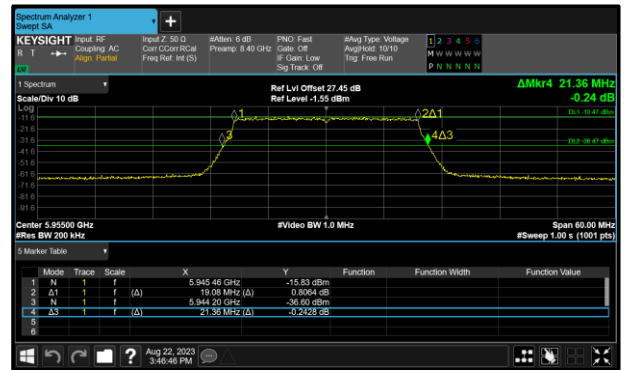 Spectrum Analyzer 1
Swept SA
+
KEYSIGHT Input: RF Input Z: 50 Ω #Atten: 6 dB PNO: Fast #Avg Type: Voltage 1 2 3 4 5 6
R T Coupling: AC Corr CCorr RCal Preamp: 8.40 GHz Gate: Off Avg|Hold: 10/10 M W W W W W
Align: Partial Freq Ref: Int (S) IF Gain: Low Trig: Free Run
Sig Track: Off P N N N N N
1 Spectrum Ref Lvl Offset 27.45 dB ΔMkr4 21.36 MHz
Scale/Div 10 dB Ref Level -1.55 dBm -0.24 dB
Log
-11.6 1 2Δ1 DL1 -10.47 dBm
-21.6
-31.6 3 4Δ3 DL2 -36.47 dBm
-41.6
-51.6
-61.6
-71.6
-81.6
-91.6
Center 5.95500 GHz #Video BW 1.0 MHz Span 60.00 MHz
#Res BW 200 kHz #Sweep 1.00 s (1001 pts)
5 Marker Table
Mode Trace Scale X Y Function Function Width Function Value
1 N 1 f 5.945 46 GHz -15.83 dBm
2 Δ1 1 f (Δ) 19.08 MHz (Δ) 0.8064 dB
3 N 1 f 5.944 20 GHz -36.60 dBm
4 Δ3 1 f (Δ) 21.36 MHz (Δ) -0.2428 dB
5
6
? Aug 22, 2023
3:46:46 PM